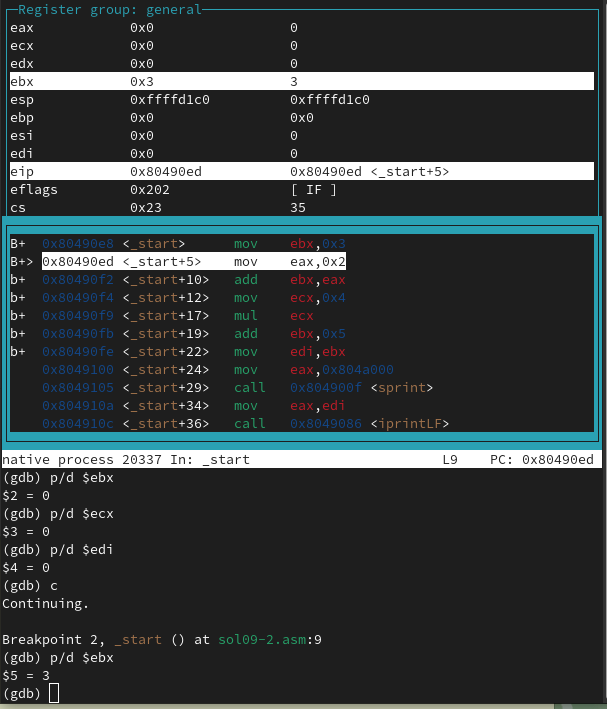 Register group: general
eax 0x0 0
ecx 0x0 0
edx 0x0 0
ebx 0x3 3
esp 0xffffd1c0 0xffffd1c0
ebp 0x0 0x0
esi 0x0 0
edi 0x0 0
eip 0x80490ed 0x80490ed <_start+5>
eflags 0x202 [ IF ]
cs 0x23 35
B+ 0x80490e8 <_start> mov ebx,0x3
B+> 0x80490ed <_start+5> mov eax,0x2
b+ 0x80490f2 <_start+10> add ebx,eax
b+ 0x80490f4 <_start+12> mov ecx,0x4
b+ 0x80490f9 <_start+17> mul ecx
b+ 0x80490fb <_start+19> add ebx,0x5
b+ 0x80490fe <_start+22> mov edi,ebx
0x8049100 <_start+24> mov eax,0x804a000
0x8049105 <_start+29> call 0x804900f <sprint>
0x804910a <_start+34> mov eax,edi
0x804910c <_start+36> call 0x8049086 <iprintLF>
native process 20337 In: _start L9 PC: 0x80490ed
(gdb) p/d $ebx
$2 = 0
(gdb) p/d $ecx
$3 = 0
(gdb) p/d $edi
$4 = 0
(gdb) c
Continuing.
Breakpoint 2, _start () at sol09-2.asm:9
(gdb) p/d $ebx
$5 = 3
(gdb)